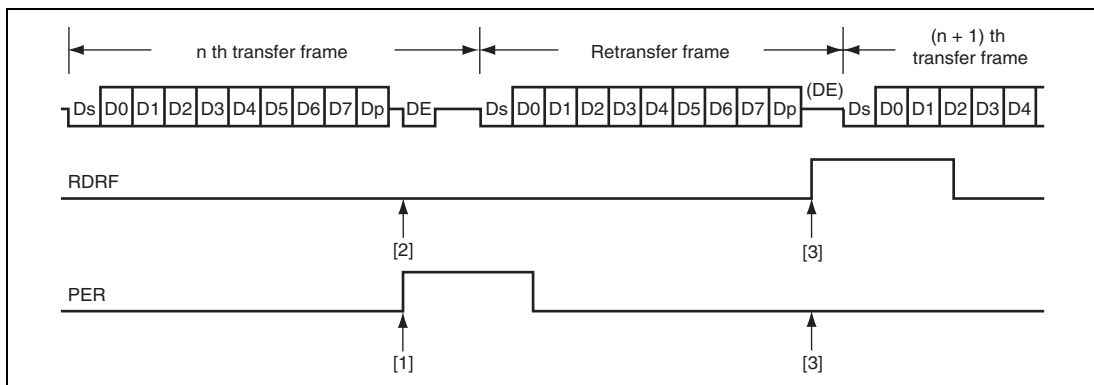 n th transfer frame
Retransfer frame
(n + 1) th
transfer frame
Ds D0 D1 D2 D3 D4 D5 D6 D7 Dp DE Ds D0 D1 D2 D3 D4 D5 D6 D7 Dp (DE) Ds D0 D1 D2 D3 D4
RDRF
[2] [3]
PER
[1] [3]